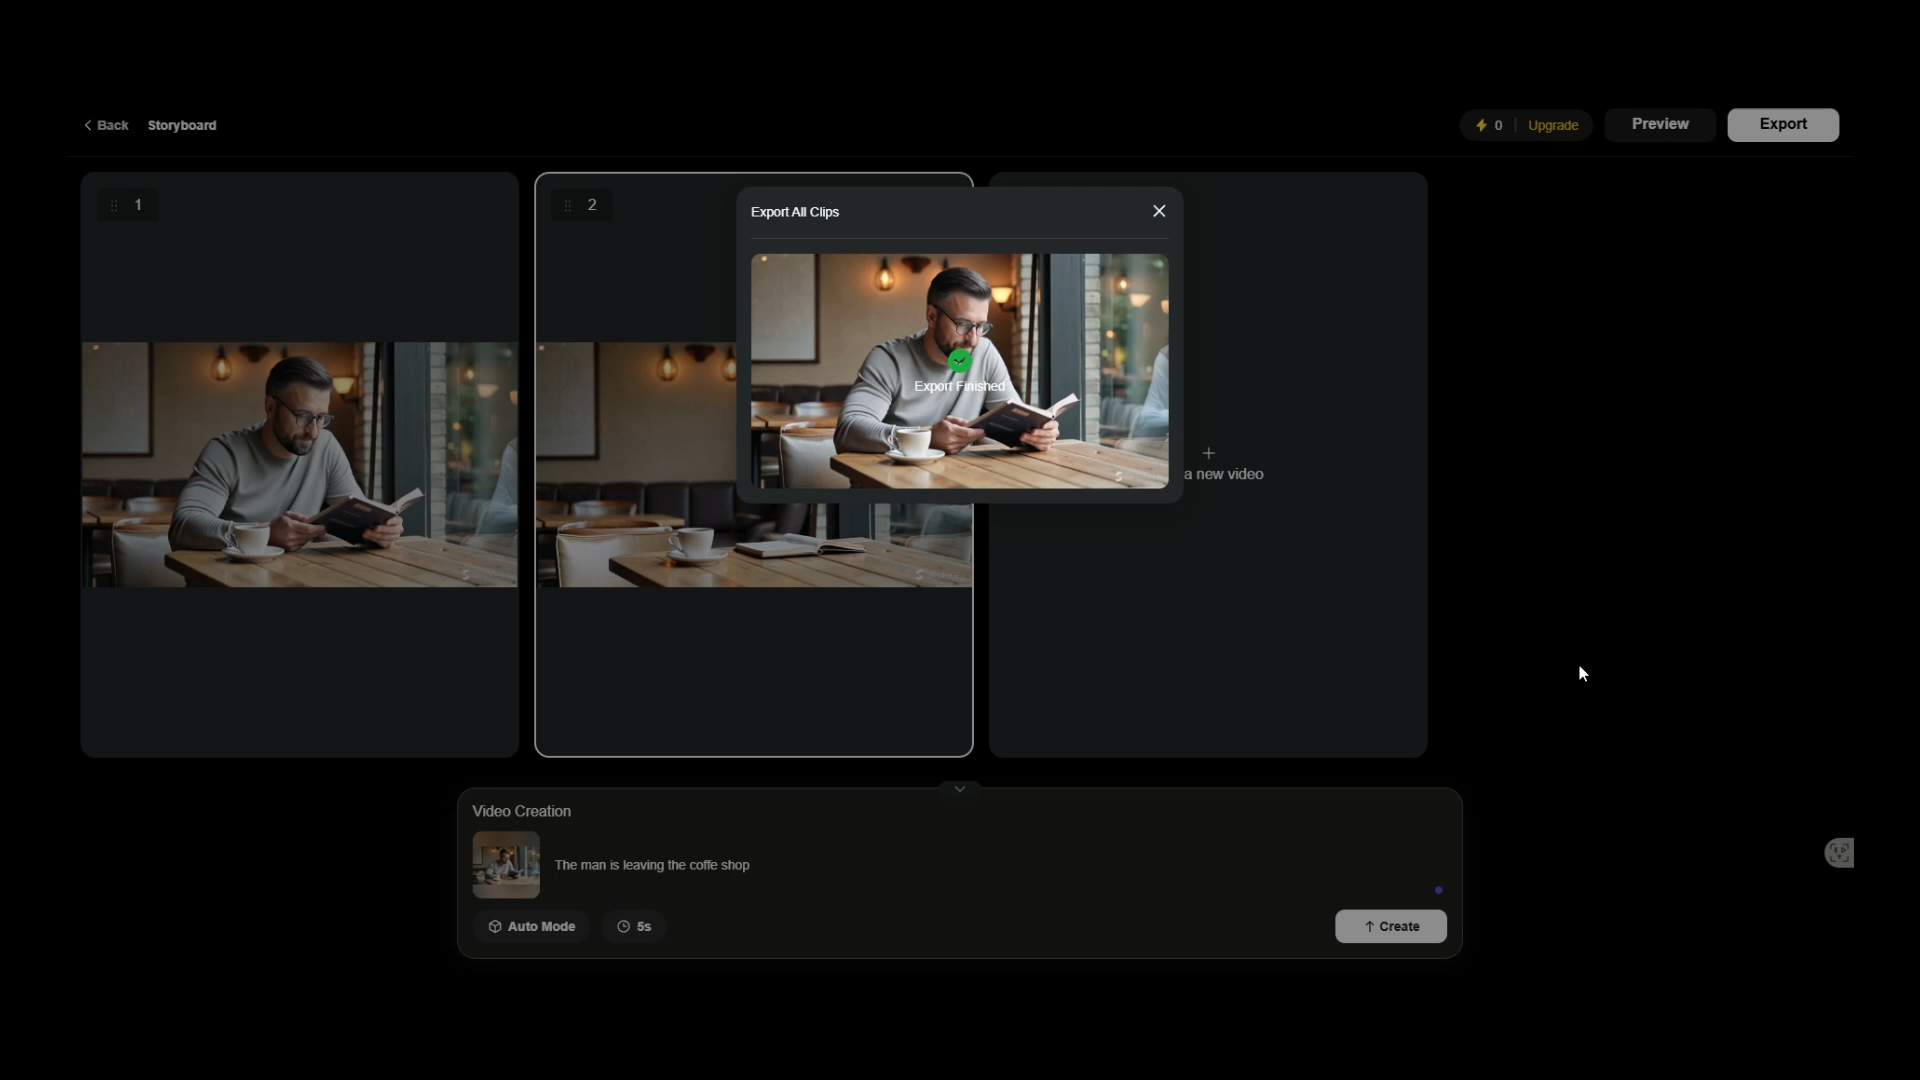 Back
Storyboard
0
Upgrade
Preview
Export
1
2
Export All Clips
Export Finished
a new video
Video Creation
The man is leaving the coffe shop
Auto Mode
5s
Create